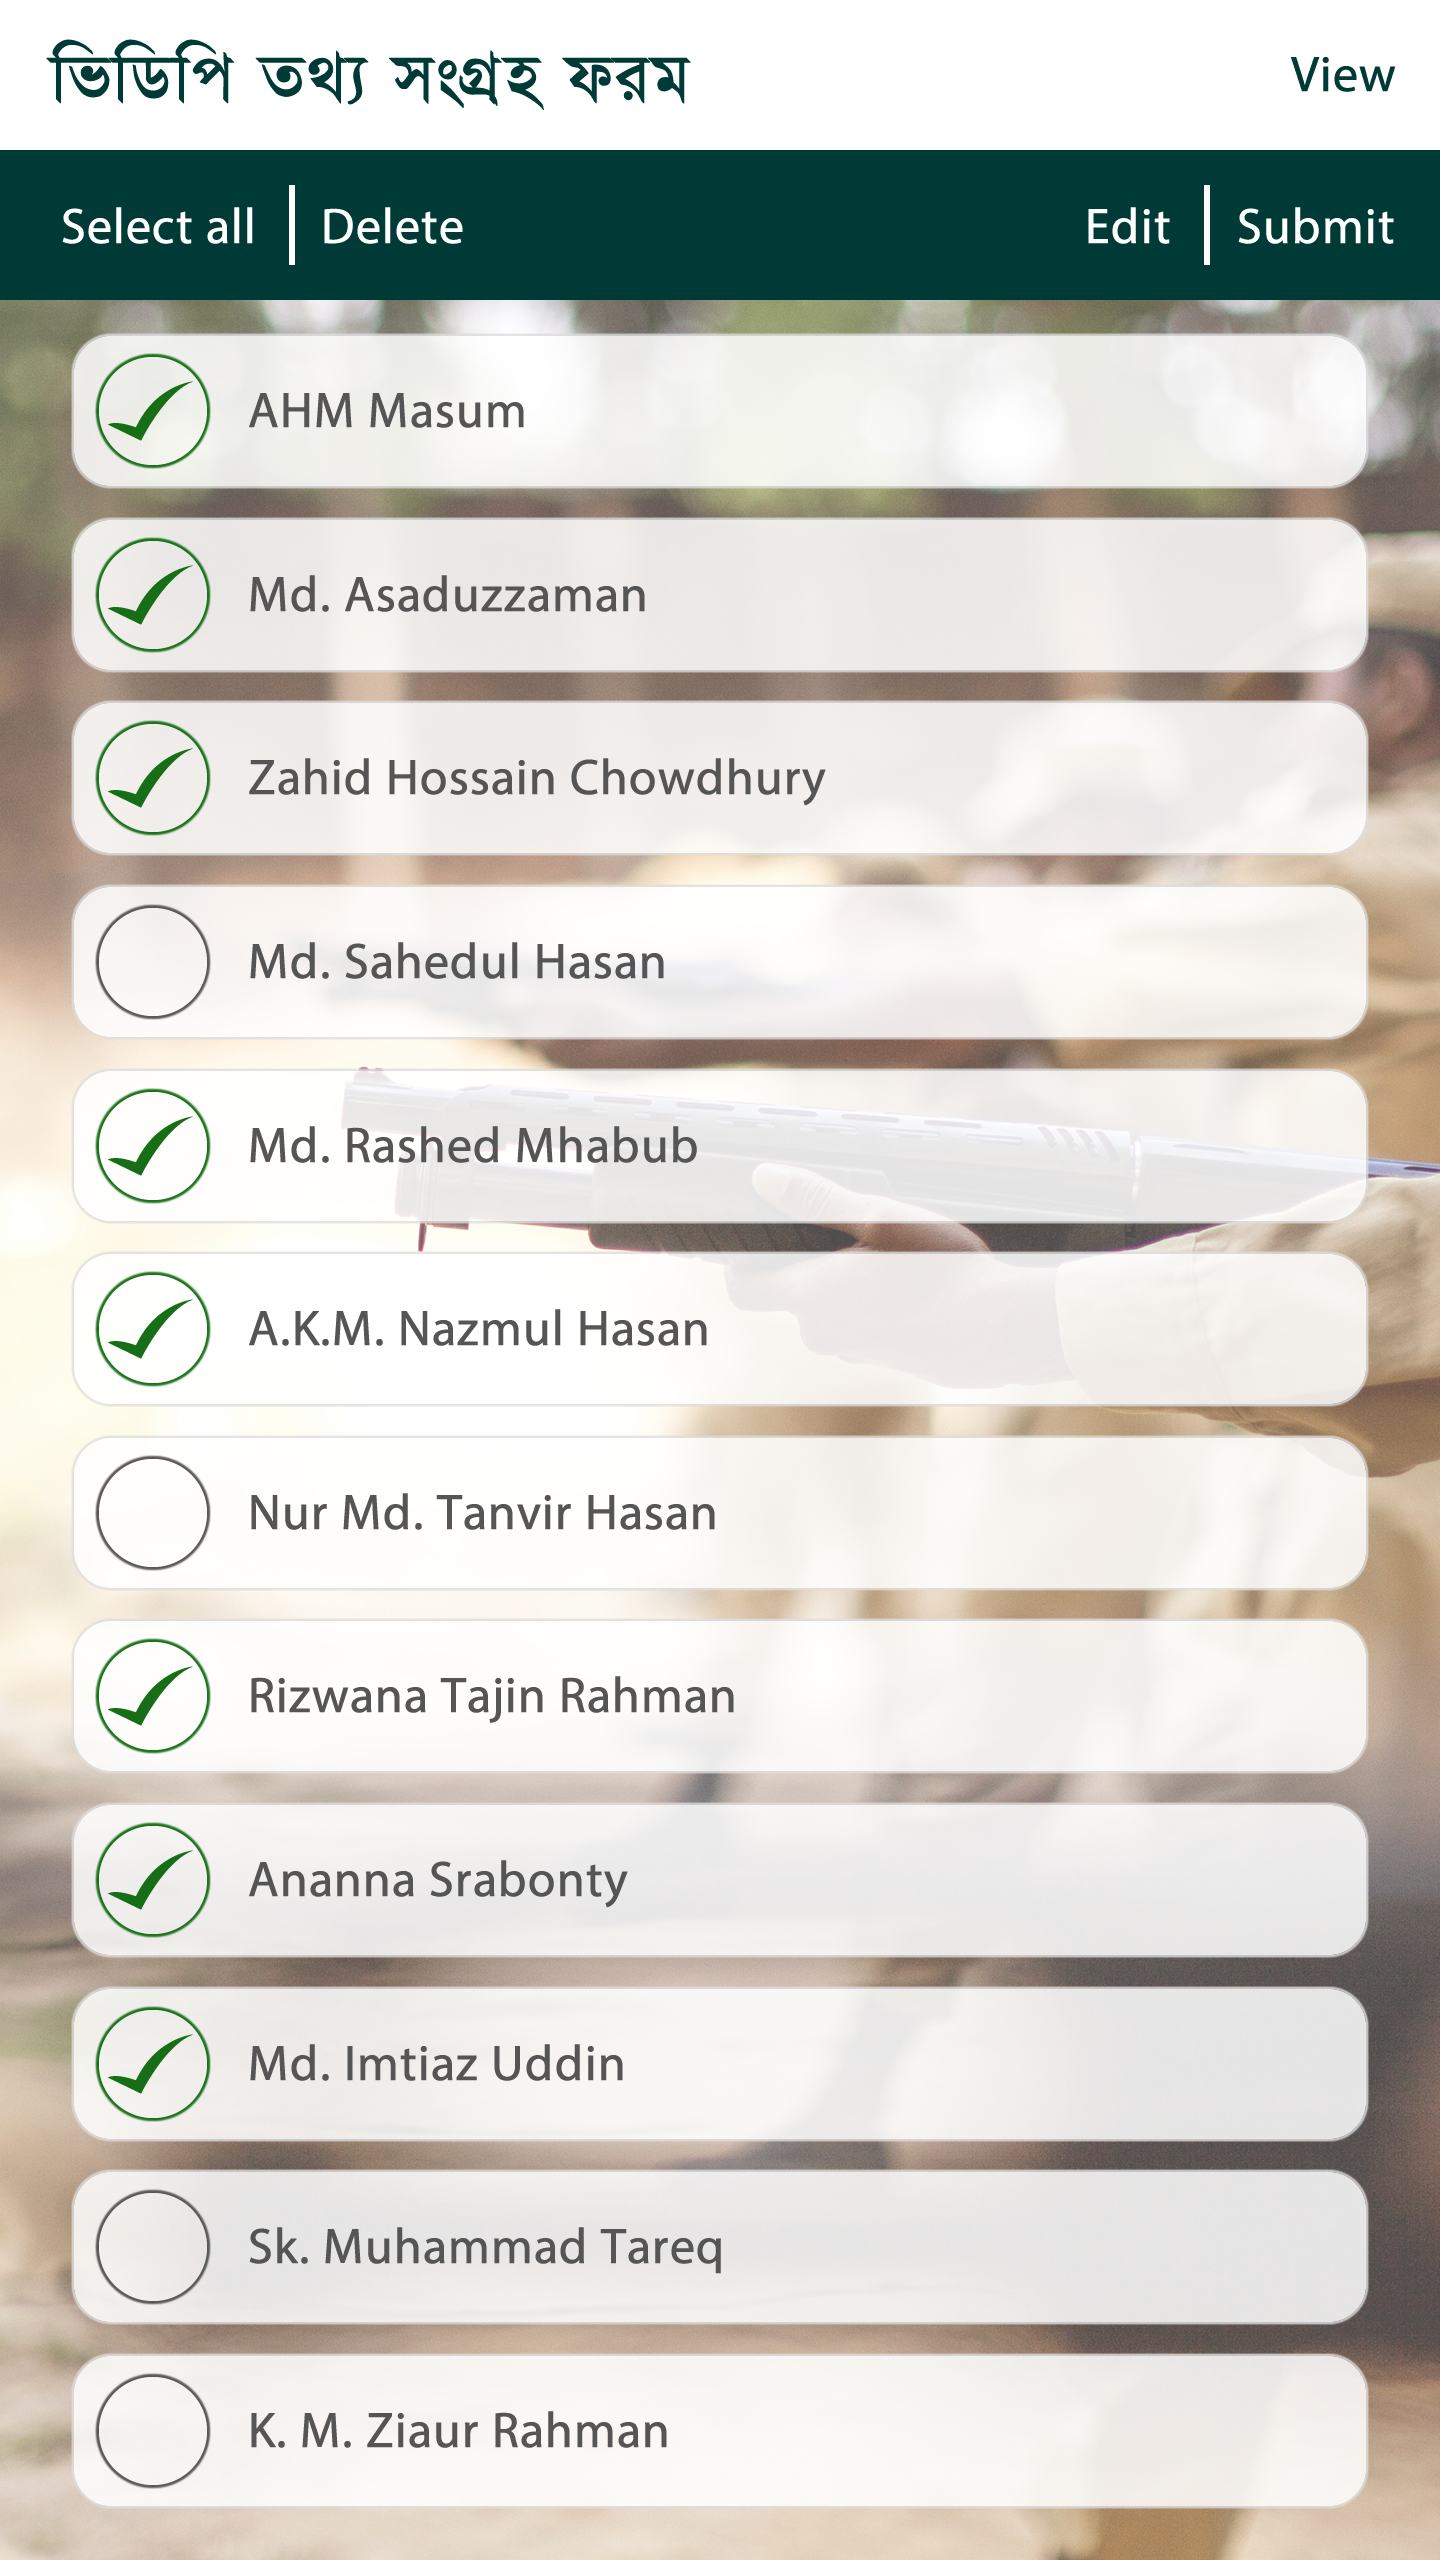 ভিডিপি তথ্য সংগ্রহ ফরম
View
Select all
Delete
Edit
Submit
AHM Masum
Md. Asaduzzaman
Zahid Hossain Chowdhury
Md. Sahedul Hasan
Md. Rashed Mhabub
A.K.M. Nazmul Hasan
Nur Md. Tanvir Hasan
Rizwana Tajin Rahman
Ananna Srabonty
Md. Imtiaz Uddin
Sk. Muhammad Tareq
K. M. Ziaur Rahman